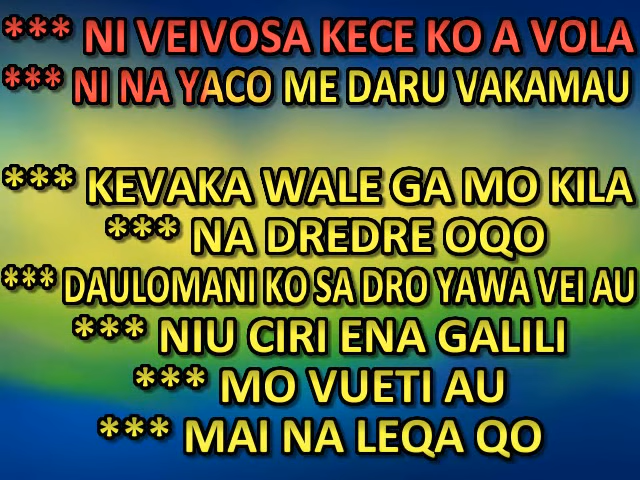 *** NI VEIVOSA KECE KO A VOLA
*** NI NA YACO ME DARU VAKAMAU
*** KEVAKA WALE GA MO KILA
*** NA DREDRE OQO
*** DAULOMANI KO SA DRO YAWA VEI AU
*** NIU CIRI ENA GALILI
*** MO VUETI AU
*** MAI NA LEQA QO